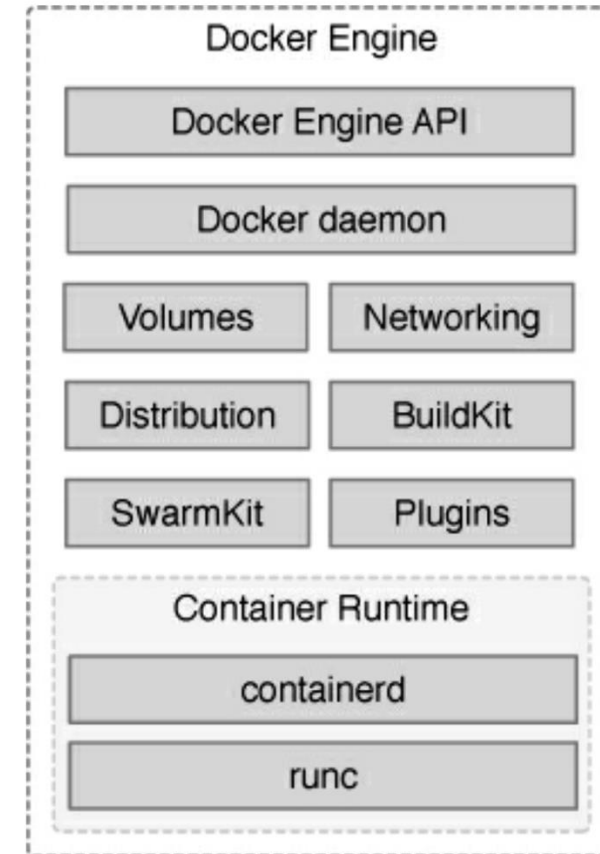 Docker Engine
Docker Engine API
Docker daemon
Volumes
Networking
Distribution
BuildKit
SwarmKit
Plugins
Container Runtime
containerd
runc